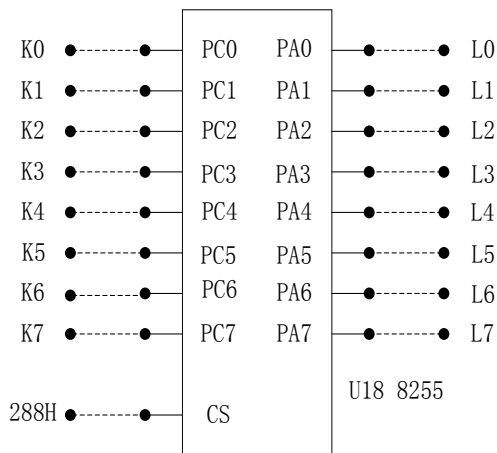 K0 PC0 PA0 L0
K1 PC1 PA1 L1
K2 PC2 PA2 L2
K3 PC3 PA3 L3
K4 PC4 PA4 L4
K5 PC5 PA5 L5
K6 PC6 PA6 L6
K7 PC7 PA7 L7
U18 8255
288H CS